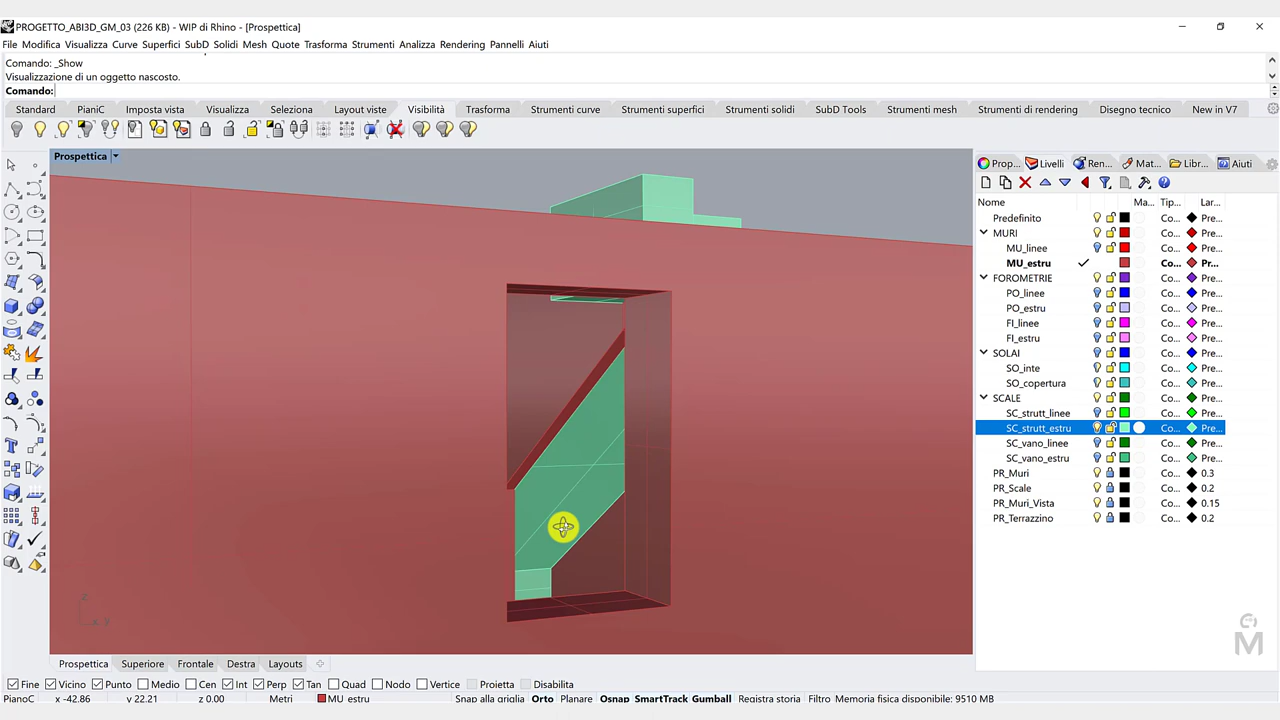 PROGETTO_ABI3D_GM_03 (226 KB) - WIP di Rhino - [Prospettica]
File Modifica Visualizza Curve Superfici SubD Solidi Mesh Quote Trasforma Strumenti Analizza Rendering Pannelli Aiuti
Comando: _Show
Visualizzazione di un oggetto nascosto.
Comando:
Standard PianiC Imposta vista Visualizza Seleziona Layout viste Visibilità Trasforma Strumenti curve Strumenti superfici Strumenti solidi SubD Tools Strumenti mesh Strumenti di rendering Disegno tecnico New in V7
Prospettica
Prop... Livelli Ren... Mat... Libr... Aiuti
Nome Ma... Tip... Lar...
Predefinito Co... Pre...
MURI Co... Pre...
MU_linee Co... Pre...
MU_estru Co... Pr...
FOROMETRIE Co... Pre...
PO_linee Co... Pre...
PO_estru Co... Pre...
FI_linee Co... Pre...
FI_estru Co... Pre...
SOLAI Co... Pre...
SO_inte Co... Pre...
SO_copertura Co... Pre...
SCALE Co... Pre...
SC_strutt_linee Co... Pre...
SC_strutt_estru Co... Pre...
SC_vano_linee Co... Pre...
SC_vano_estru Co... Pre...
PR_Muri Co... 0.3
PR_Scale Co... 0.2
PR_Muri_Vista Co... 0.15
PR_Terrazzino Co... 0.2
z
x
M
Prospettica Superiore Frontale Destra Layouts
Fine Vicino Punto Medio Cen Int Perp Tan Quad Nodo Vertice Proietta Disabilita
PianoC x -42.86 y 22.21 z 0.00 Metri MU_estru Snap alla griglia Orto Planare Osnap SmartTrack Gumball Registra storia Filtro Memoria fisica disponibile: 9510 MB